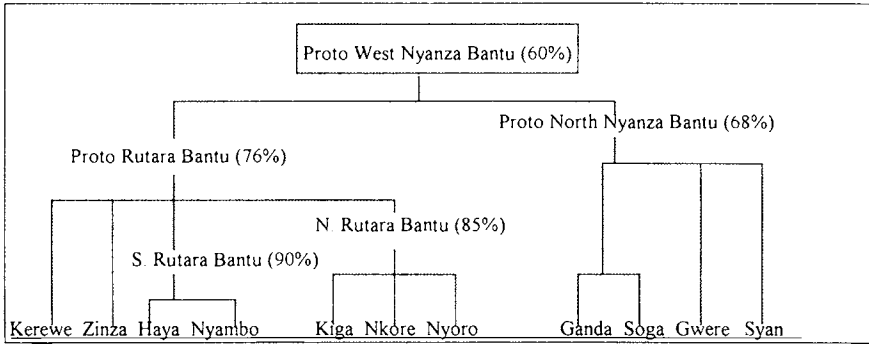 Proto West Nyanza Bantu (60%)
Proto North Nyanza Bantu (68%)
Proto Rutara Bantu (76%)
N. Rutara Bantu (85%)
S. Rutara Bantu (90%)
Kerewe Zinza Haya Nyambo Kiga Nkore Nyoro Ganda Soga Gwere Syan